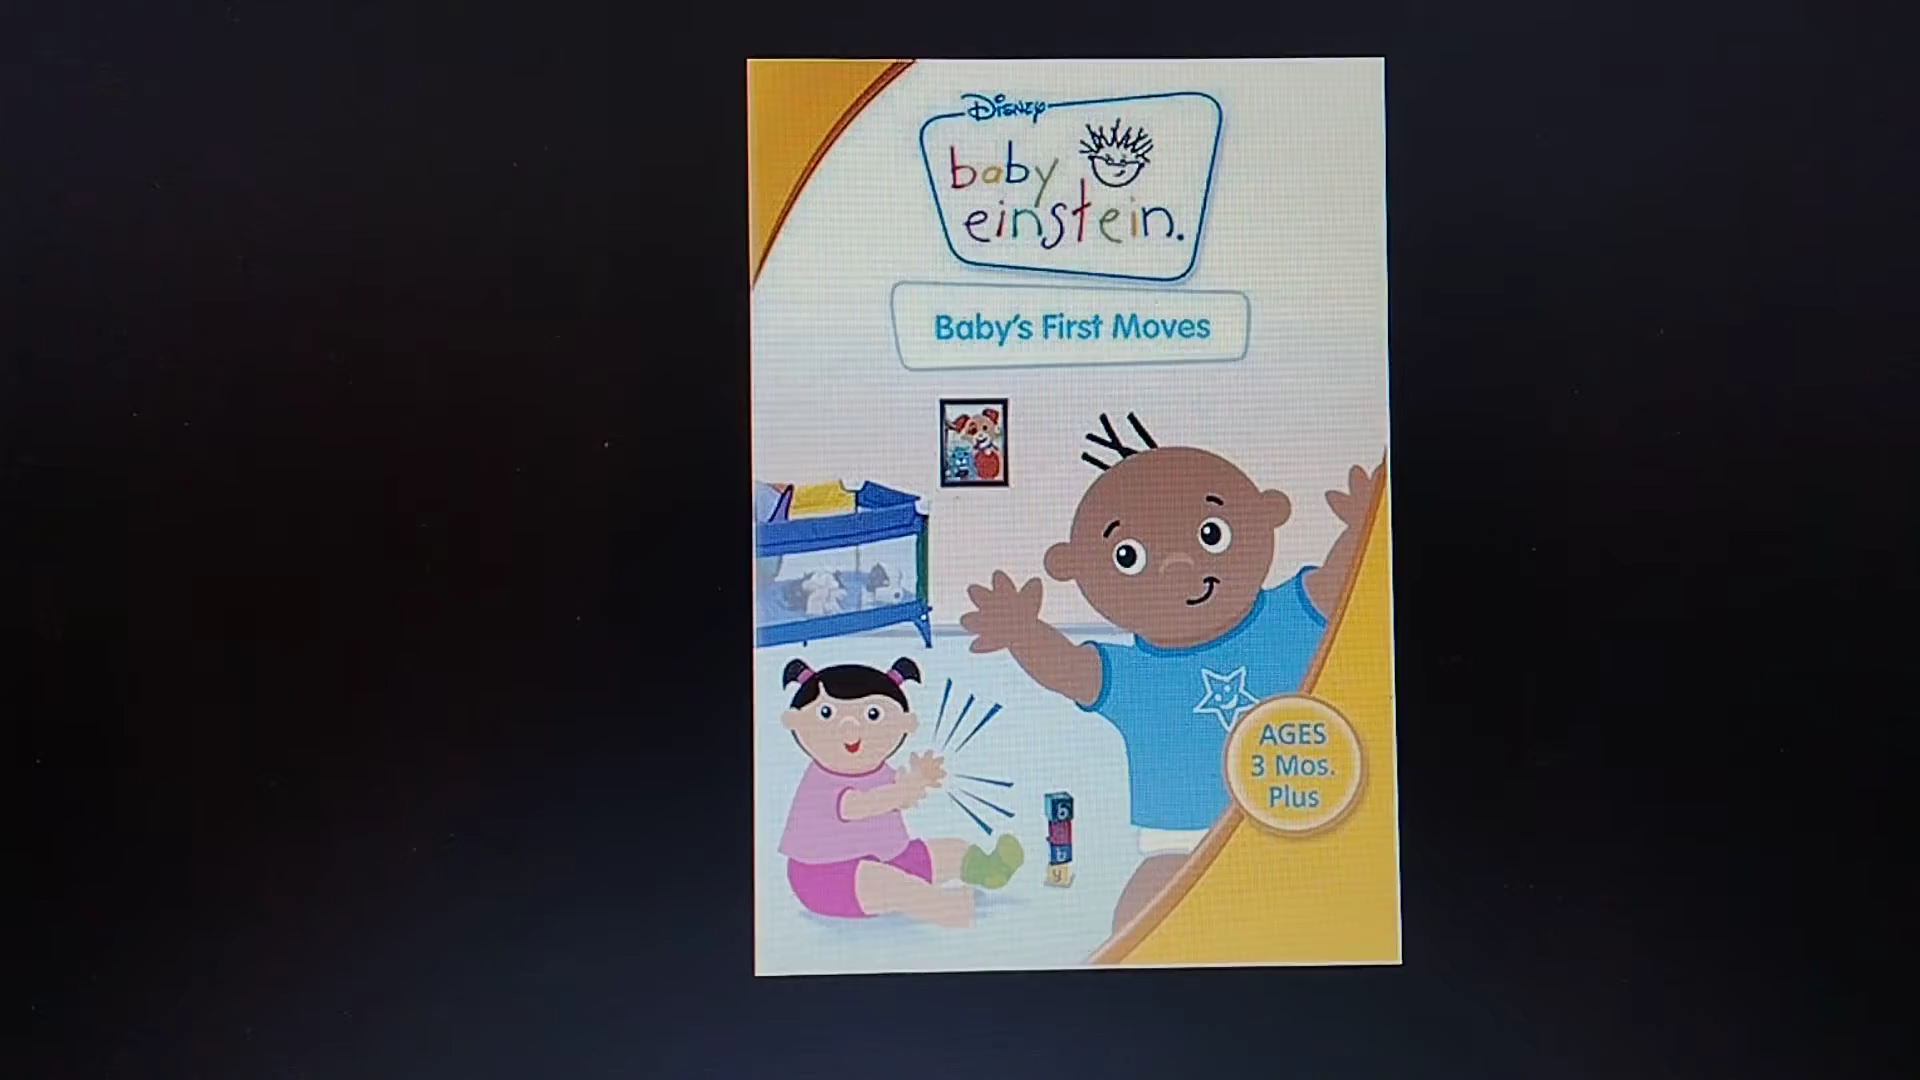 Disney
baby
einstein.
Baby's First Moves
b
b
y
AGES
3 Mos.
Plus